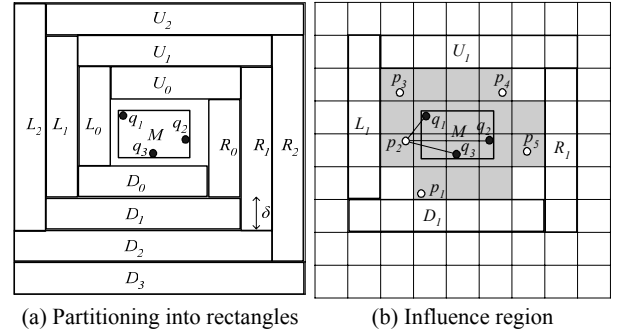 U2
U1
U0
L2 L1 L0 q1 M q2 q3 R0 R1 R2
D0
D1 δ
D2
D3
(a) Partitioning into rectangles
U1
p3 p4
L1 q1 M q2 p2 q3 p5 R1
p1
D1
(b) Influence region